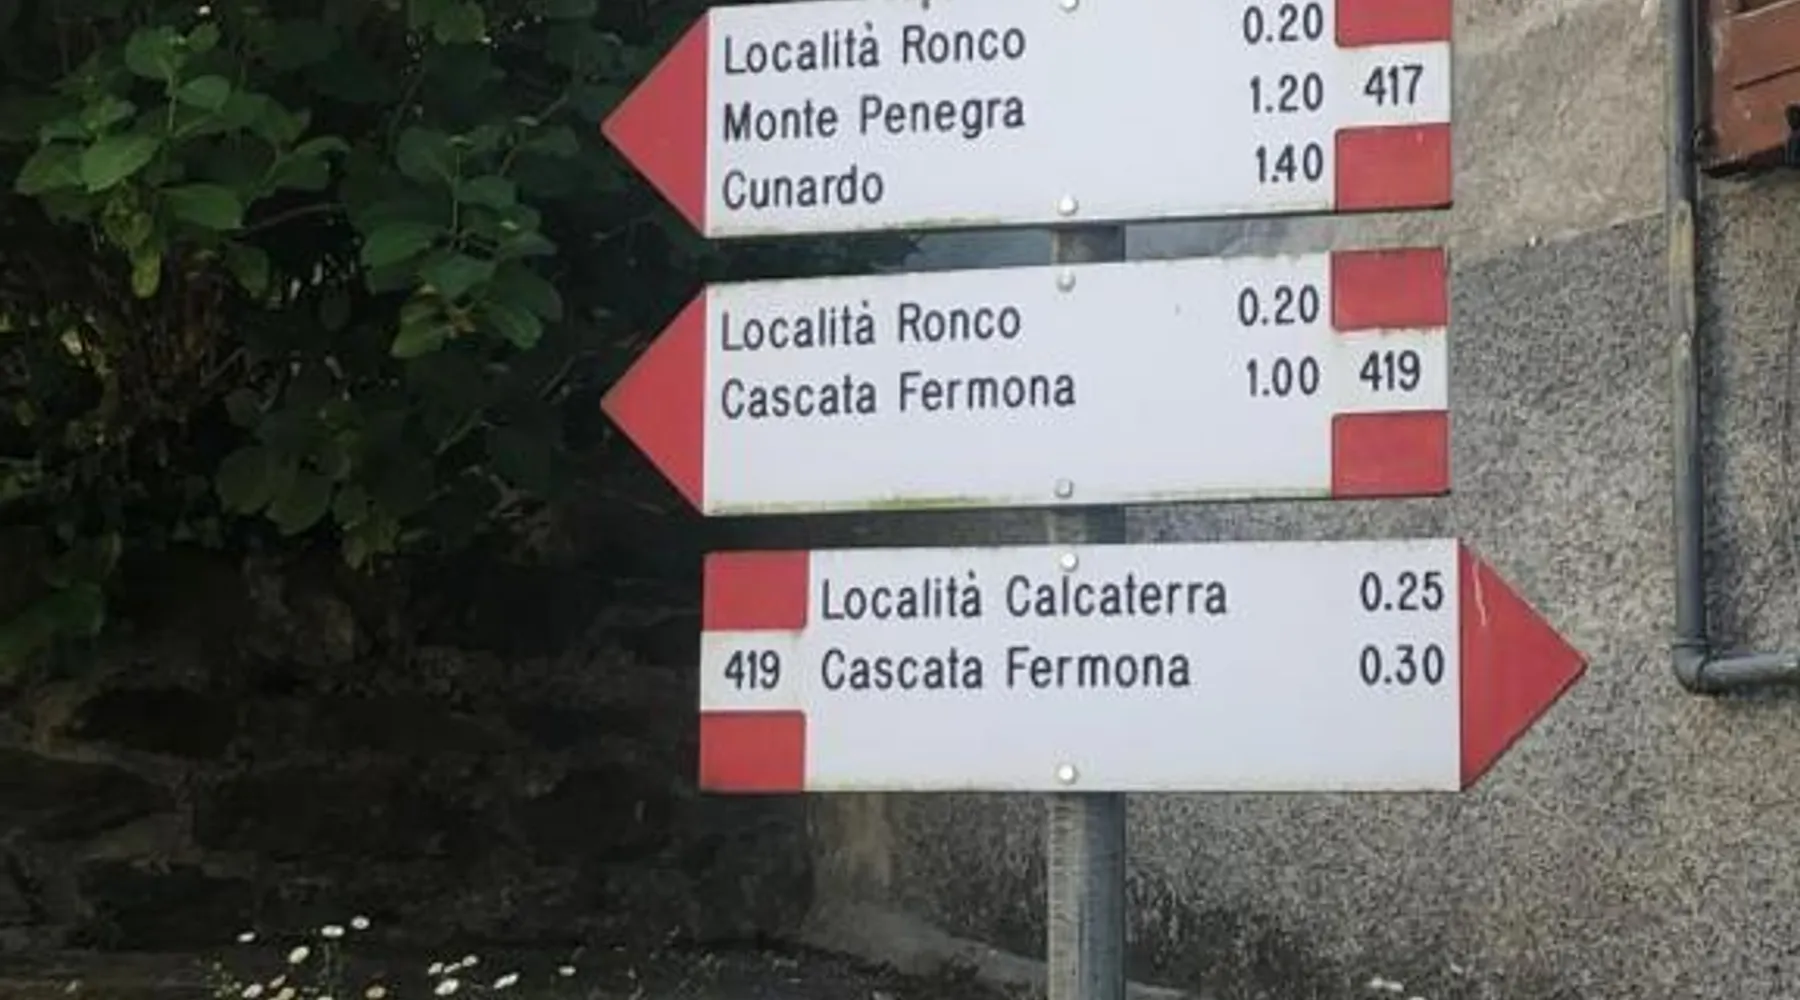 Località Ronco 0.20
Monte Penegra 1.20 417
Cunardo 1.40
Località Ronco 0.20
Cascata Fermona 1.00 419
Località Calcaterra 0.25
419 Cascata Fermona 0.30